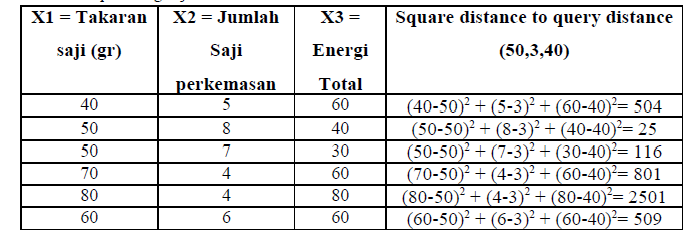 X1 = Takaran saji (gr) X2 = Jumlah Saji perkemasan X3 = Energi Total Square distance to query distance (50,3,40)
40 5 60 (40-50)² + (5-3)² + (60-40)²= 504
50 8 40 (50-50)² + (8-3)² + (40-40)²= 25
50 7 30 (50-50)² + (7-3)² + (30-40)²= 116
70 4 60 (70-50)² + (4-3)² + (60-40)²= 801
80 4 80 (80-50)² + (4-3)² + (80-40)²= 2501
60 6 60 (60-50)² + (6-3)² + (60-40)²= 509